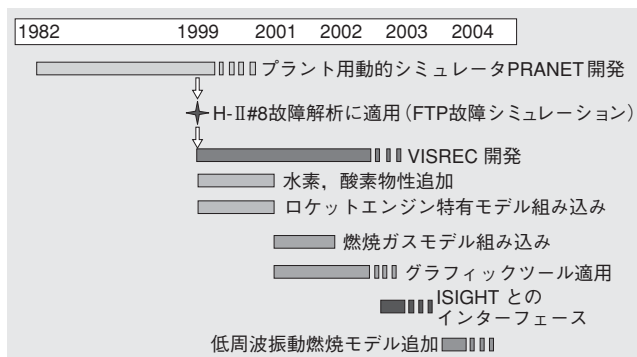 1982 1999 2001 2002 2003 2004
プラント用動的シミュレータPRANET開発
H-Ⅱ#8故障解析に適用(FTP故障シミュレーション)
VISREC 開発
水素，酸素物性追加
ロケットエンジン特有モデル組み込み
燃焼ガスモデル組み込み
グラフィックツール適用
ISIGHT との
インターフェース
低周波振動燃焼モデル追加